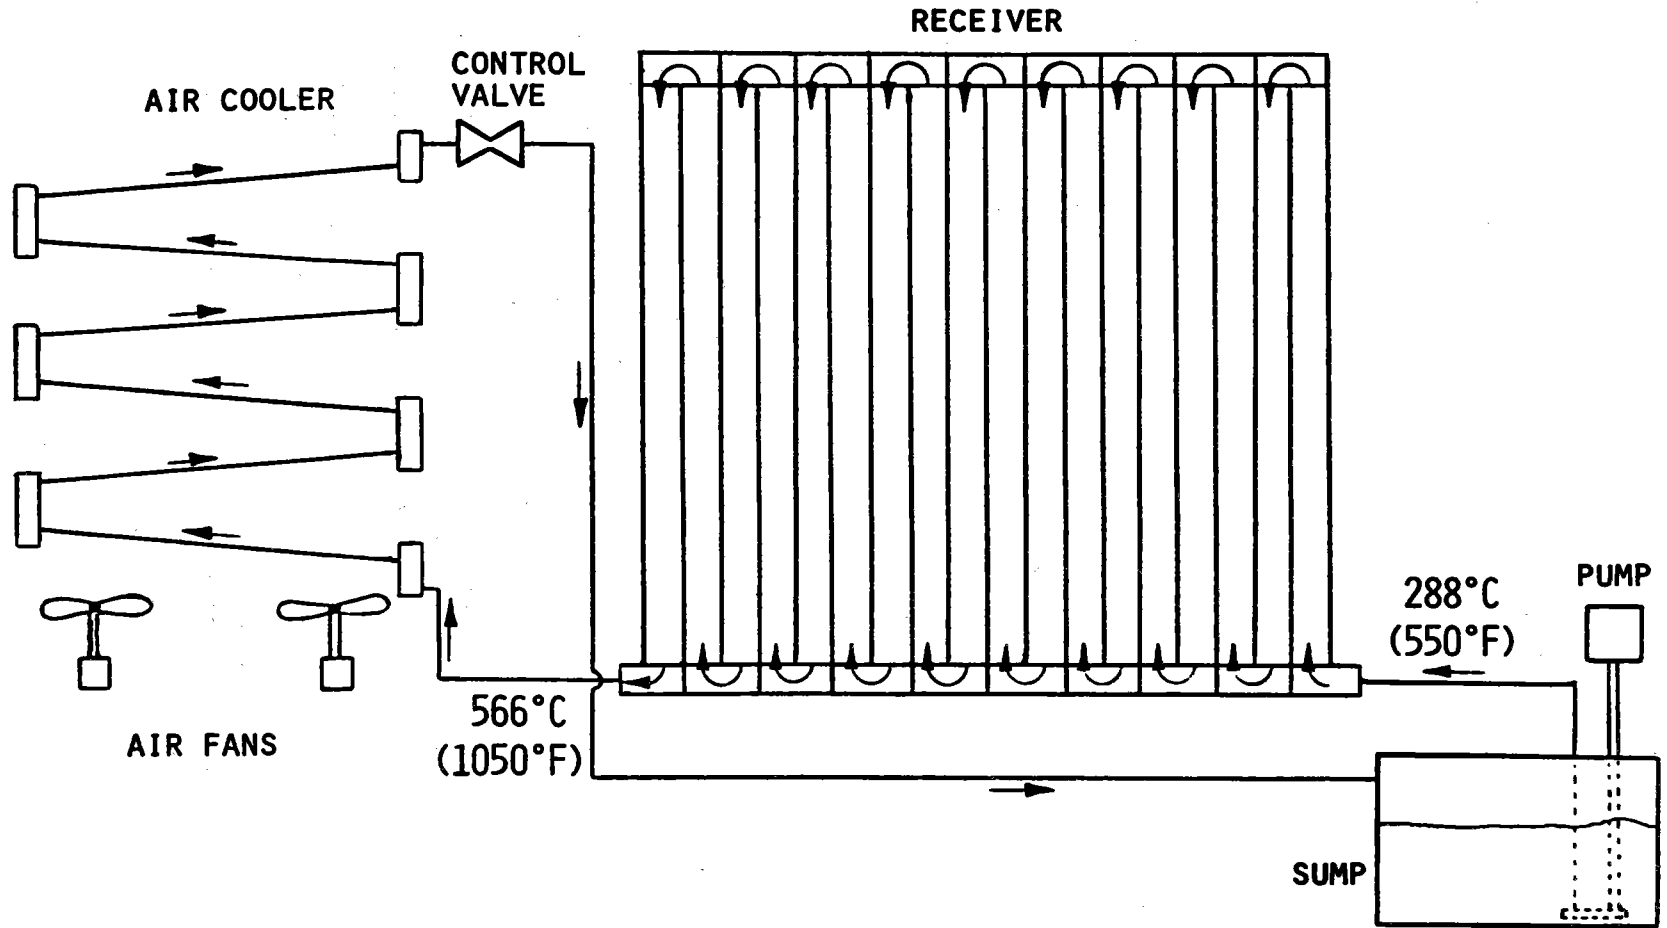 RECEIVER
CONTROL
VALVE
AIR COOLER
288°C
(550°F)
PUMP
566°C
(1050°F)
AIR FANS
SUMP